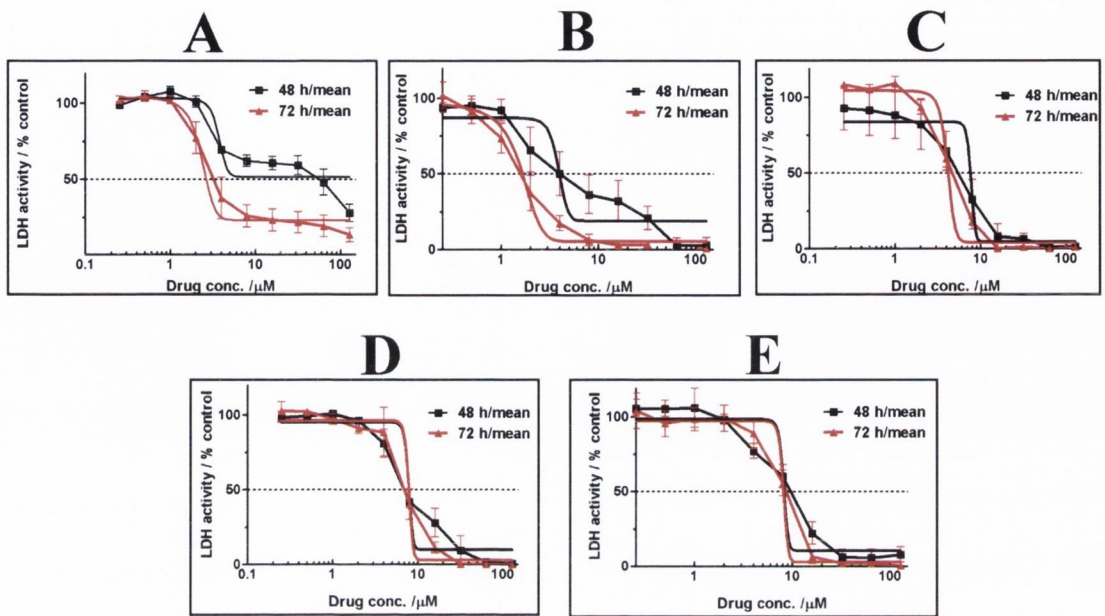 A
B
C
LDH activity / % control
100
50
0.1
1
10
100
Drug conc. /μM
48 h/mean
72 h/mean
LDH activity / % control
100
50
0
1
10
100
Drug conc. /μM
48 h/mean
72 h/mean
LDH activity / % control
100
50
0
0.1
1
10
100
Drug conc. /μM
48 h/mean
72 h/mean
D
E
LDH activity / % control
100
50
0
0.1
1
10
100
Drug conc. /μM
48 h/mean
72 h/mean
LDH activity / % control
100
50
0
1
10
100
Drug conc. /μM
48 h/mean
72 h/mean